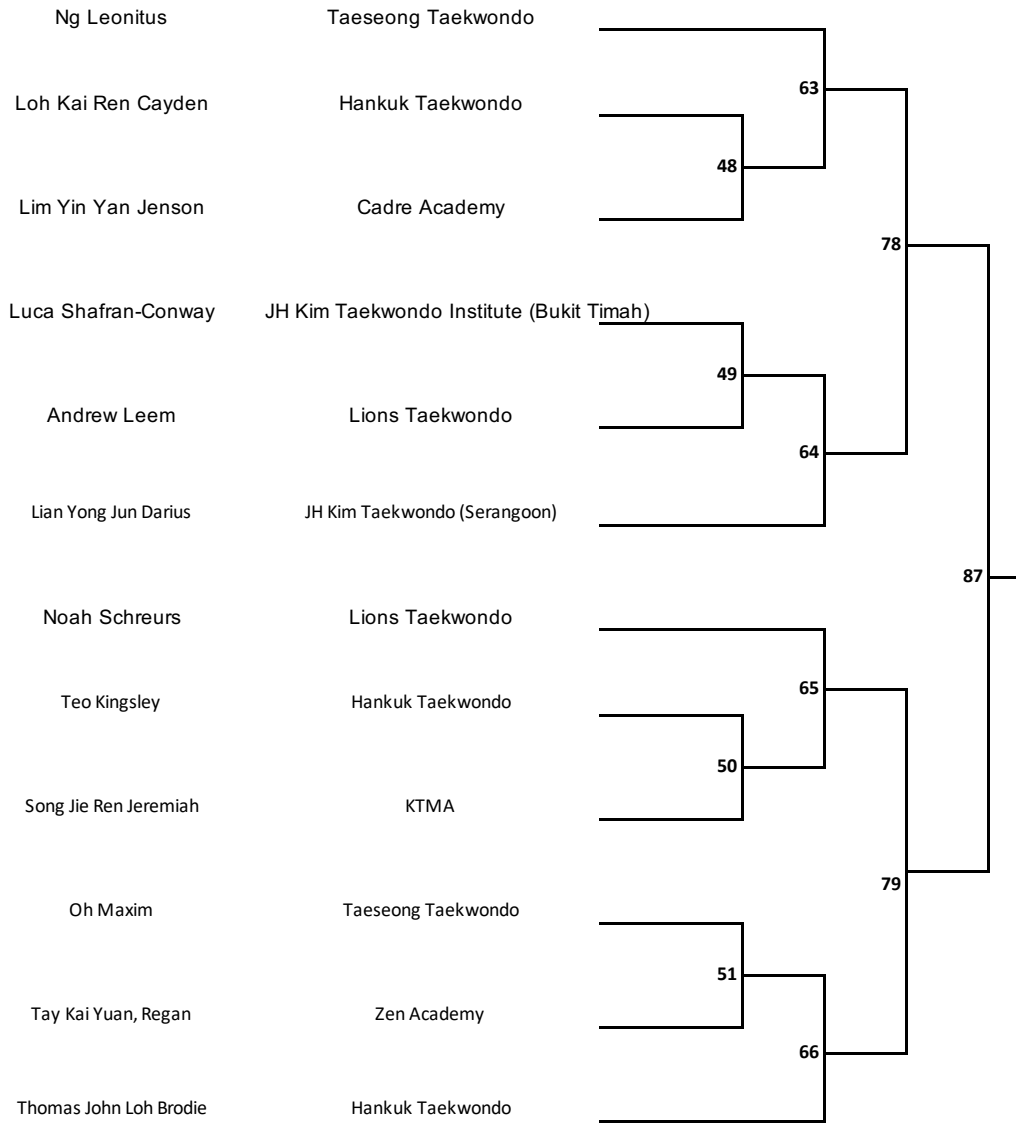 Ng Leonitus Taeseong Taekwondo
63
Loh Kai Ren Cayden Hankuk Taekwondo
48
Lim Yin Yan Jenson Cadre Academy
78
Luca Shafran-Conway JH Kim Taekwondo Institute (Bukit Timah)
49
Andrew Leem Lions Taekwondo
64
Lian Yong Jun Darius JH Kim Taekwondo (Serangoon)
87
Noah Schreurs Lions Taekwondo
65
Teo Kingsley Hankuk Taekwondo
50
Song Jie Ren Jeremiah KTMA
79
Oh Maxim Taeseong Taekwondo
51
Tay Kai Yuan, Regan Zen Academy
66
Thomas John Loh Brodie Hankuk Taekwondo